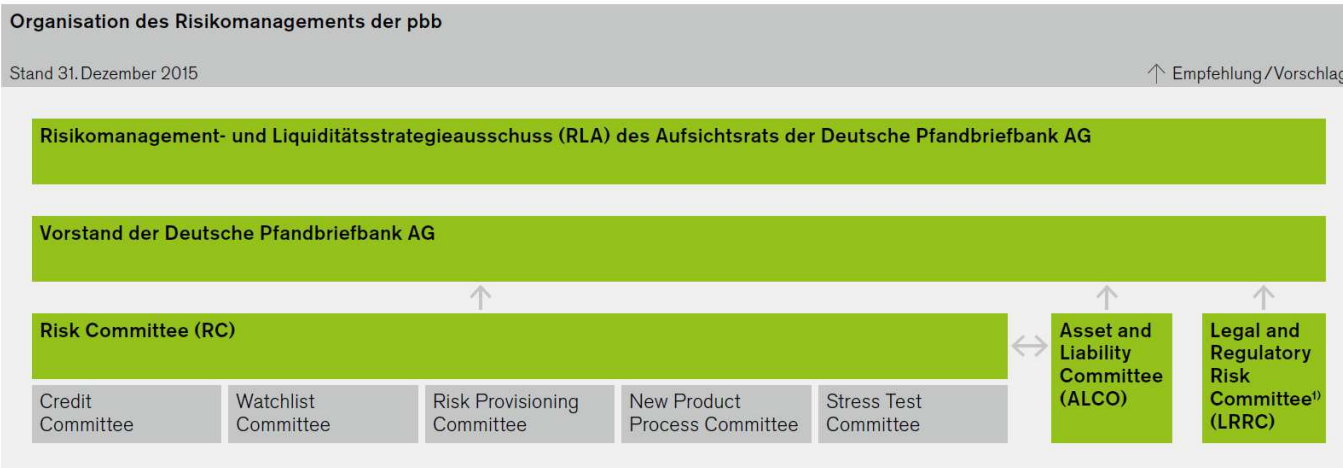 Organisation des Risikomanagements der pbb
Stand 31. Dezember 2015
↑ Empfehlung/Vorschlag
Risikomanagement- und Liquiditätsstrategieausschuss (RLA) des Aufsichtsrats der Deutsche Pfandbriefbank AG
Vorstand der Deutsche Pfandbriefbank AG
Risk Committee (RC)
Credit
Committee
Watchlist
Committee
Risk Provisioning
Committee
New Product
Process Committee
Stress Test
Committee
Asset and
Liability
Committee
(ALCO)
Legal and
Regulatory
Risk
Committee¹⁾
(LRRC)